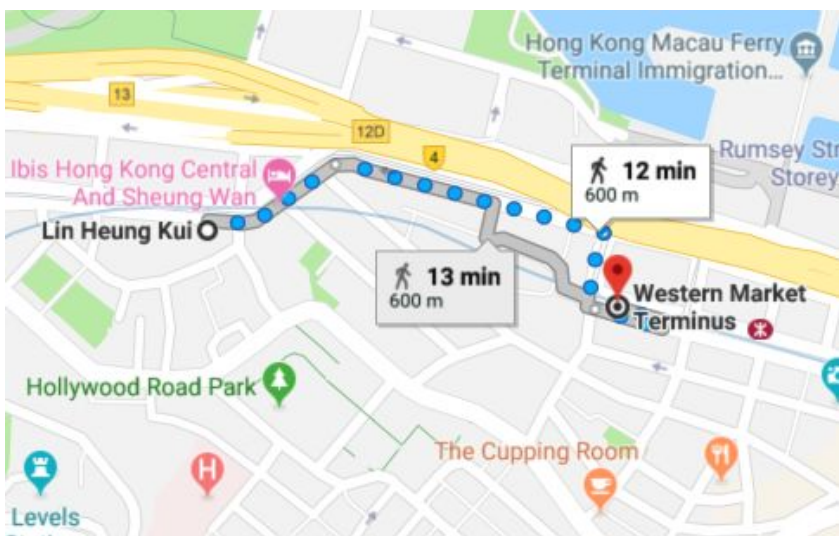 Hong Kong Macau Ferry
Terminal Immigration...
13
12D
4
Ibis Hong Kong Central
And Sheung Wan
12 min
600 m
Rumsey Str
Storey
Lin Heung Kui
13 min
600 m
Western Market
Terminus
Hollywood Road Park
H
The Cupping Room
Levels